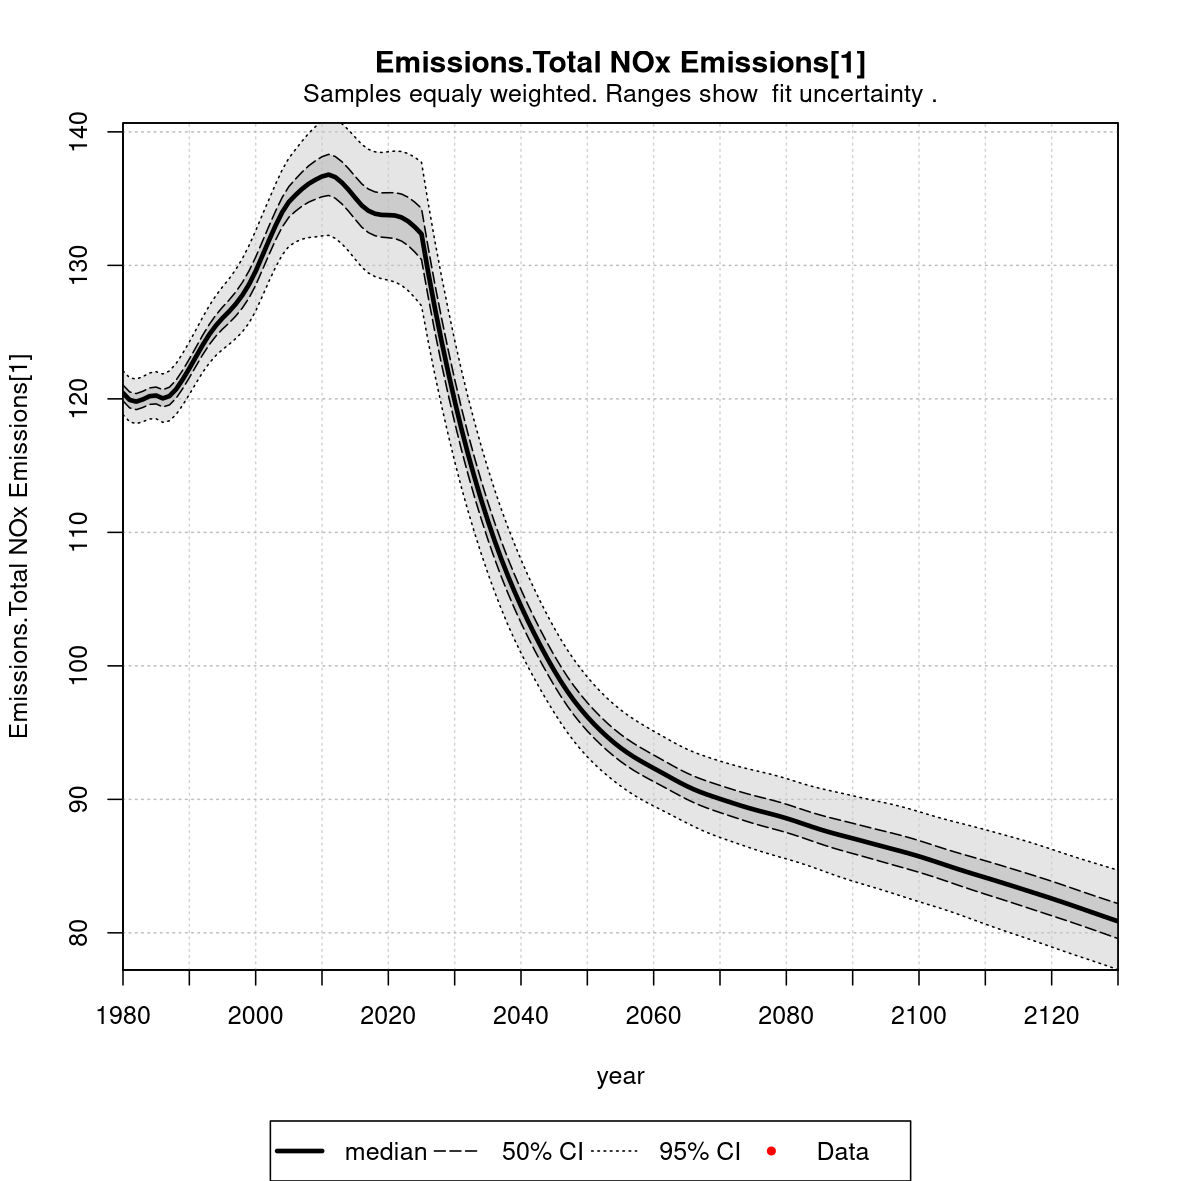 Emissions.Total NOx Emissions[1]
Samples equaly weighted. Ranges show  fit uncertainty .
Emissions.Total NOx Emissions[1]
140
130
120
110
100
90
80
1980 2000 2020 2040 2060 2080 2100 2120
year
median 50% CI 95% CI Data